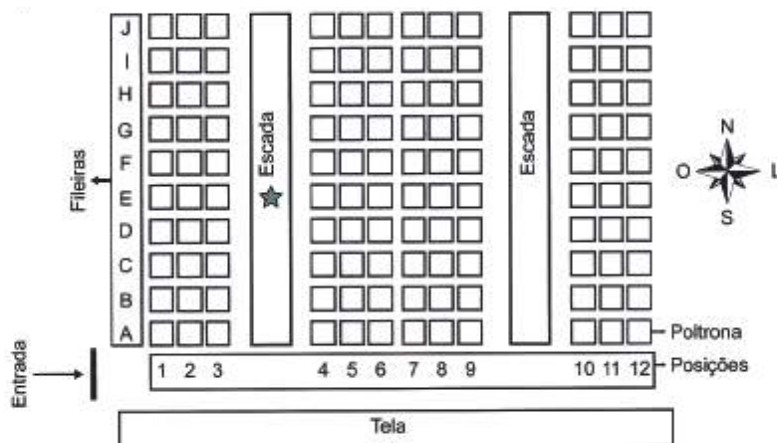 J
I
H
G
F
E
D
C
B
A
Fileiras
Escada
Escada
N
O
L
S
Poltrona
Entrada
1 2 3 4 5 6 7 8 9 10 11 12
Posições
Tela